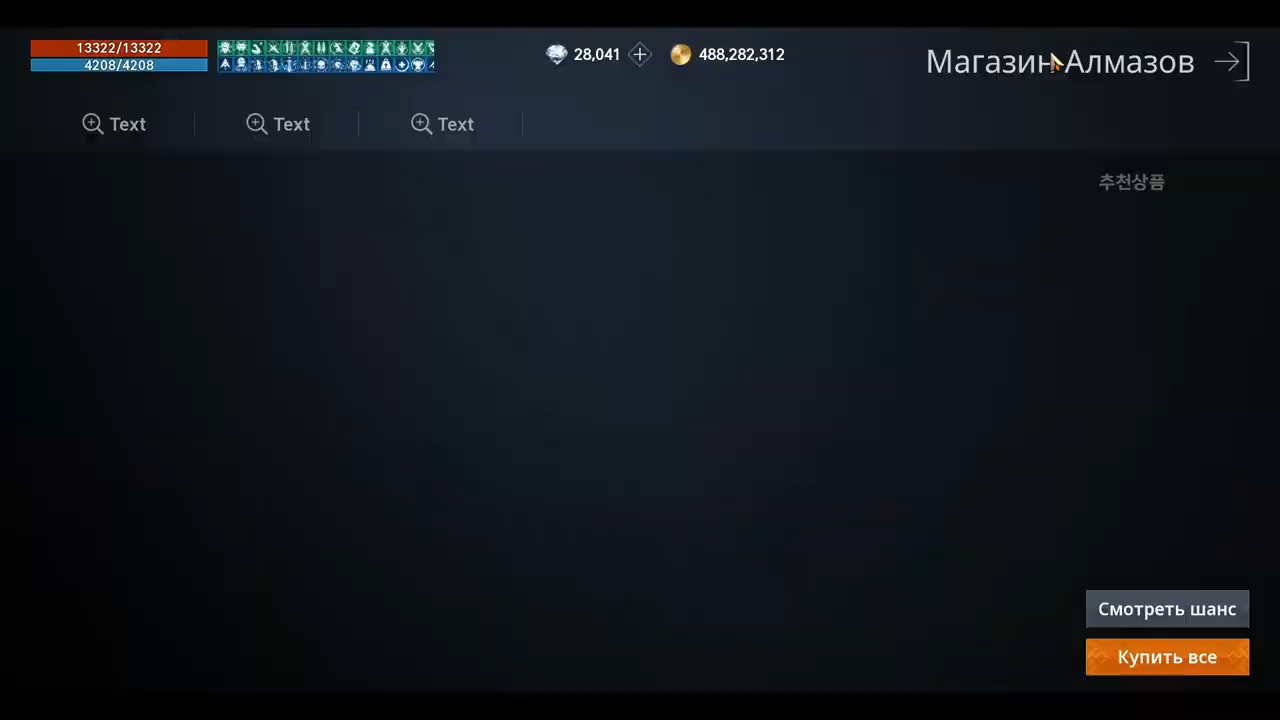 13322/13322
4208/4208
28,041
488,282,312
Магазин Алмазов
Text
Text
Text
추천상품
Смотреть шанс
Купить все